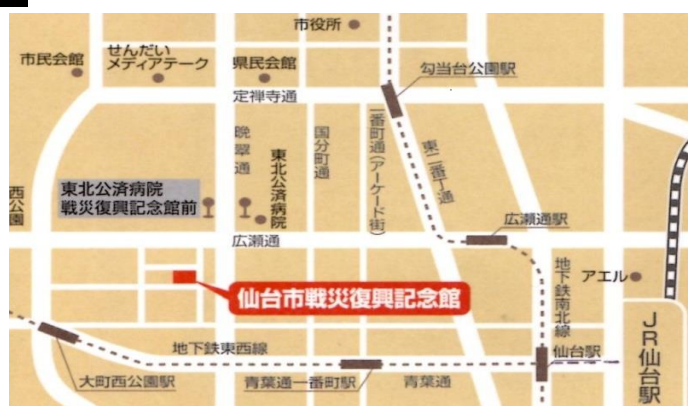 市役所
市民会館
せんだい
メディアテーク
県民会館
勾当台公園駅
定禅寺通
晩翠通
国分町通
一番町通(アーケード街)
東二番丁通
東北公済病院
西公園
東北公済病院
戦災復興記念館前
広瀬通駅
広瀬通
地下鉄南北線
アエル
仙台市戦災復興記念館
JR仙台駅
地下鉄東西線
仙台駅
大町西公園駅
青葉通一番町駅
青葉通